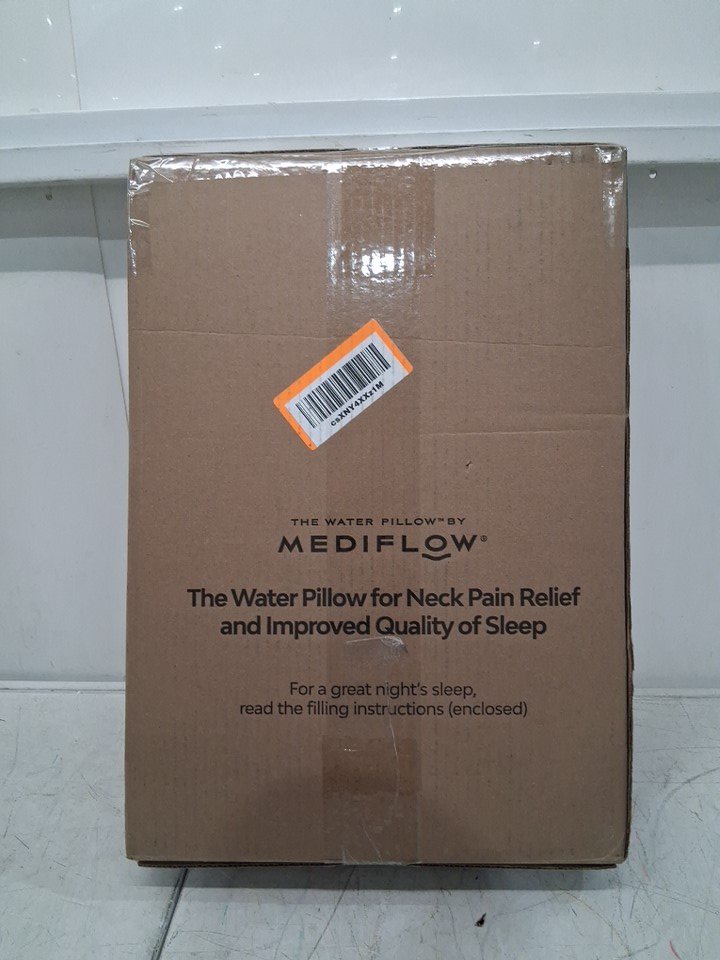 csXNY4XXz1M
THE WATER PILLOW™ BY
MEDIFLOW®
The Water Pillow for Neck Pain Relief
and Improved Quality of Sleep
For a great night's sleep,
read the filling instructions (enclosed)